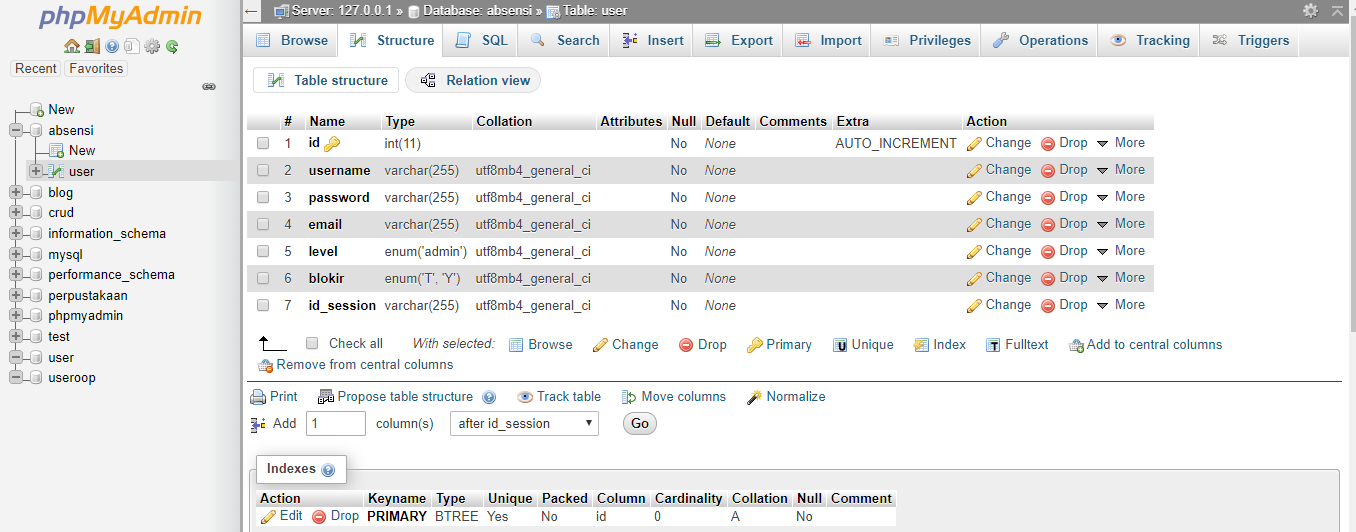 phpMyAdmin
Recent Favorites
New
absensi
New
user
blog
crud
information_schema
mysql
performance_schema
perpustakaan
phpmyadmin
test
user
useroop
Server: 127.0.0.1 » Database: absensi » Table: user
Browse Structure SQL Search Insert Export Import Privileges Operations Tracking Triggers
Table structure Relation view
# Name Type Collation Attributes Null Default Comments Extra Action
1 id int(11) No None AUTO_INCREMENT Change Drop More
2 username varchar(255) utf8mb4_general_ci No None Change Drop More
3 password varchar(255) utf8mb4_general_ci No None Change Drop More
4 email varchar(255) utf8mb4_general_ci No None Change Drop More
5 level enum('admin') utf8mb4_general_ci No None Change Drop More
6 blokir enum('T', 'Y') utf8mb4_general_ci No None Change Drop More
7 id_session varchar(255) utf8mb4_general_ci No None Change Drop More
Check all With selected: Browse Change Drop Primary Unique Index Fulltext Add to central columns
Remove from central columns
Print Propose table structure Track table Move columns Normalize
Add 1 column(s) after id_session Go
Indexes
Action Keyname Type Unique Packed Column Cardinality Collation Null Comment
Edit Drop PRIMARY BTREE Yes No id 0 A No